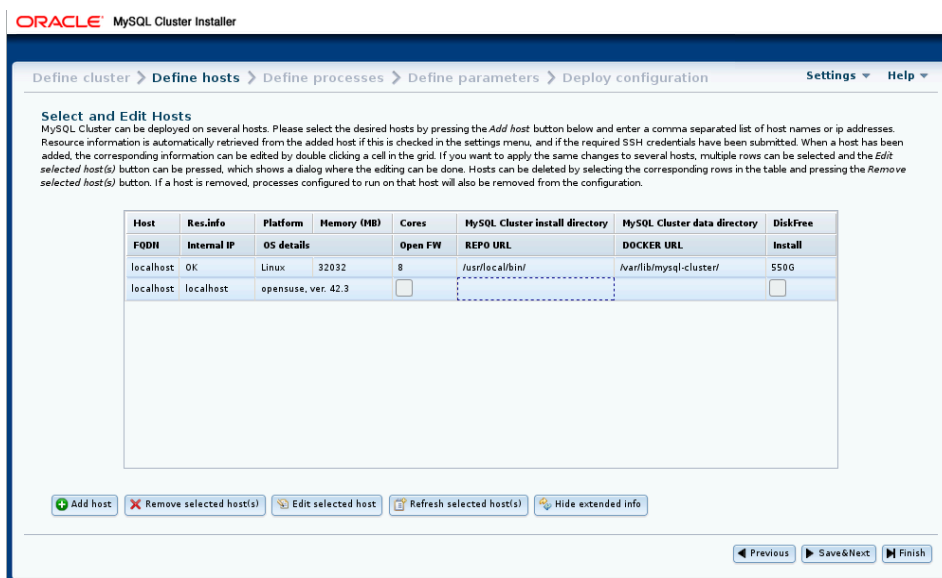 ORACLE® MySQL Cluster Installer
Define cluster > Define hosts > Define processes > Define parameters > Deploy configuration Settings Help
Select and Edit Hosts
MySQL Cluster can be deployed on several hosts. Please select the desired hosts by pressing the Add host button below and enter a comma separated list of host names or ip addresses.
Resource information is automatically retrieved from the added host if this is checked in the settings menu, and if the required SSH credentials have been submitted. When a host has been
added, the corresponding information can be edited by double clicking a cell in the grid. If you want to apply the same changes to several hosts, multiple rows can be selected and the Edit
selected host(s) button can be pressed, which shows a dialog where the editing can be done. Hosts can be deleted by selecting the corresponding rows in the table and pressing the Remove
selected host(s) button. If a host is removed, processes configured to run on that host will also be removed from the configuration.
Host Res.info Platform Memory (MB) Cores MySQL Cluster install directory MySQL Cluster data directory DiskFree
FQDN Internal IP OS details Open FW REPO URL DOCKER URL Install
localhost OK Linux 32032 8 /usr/local/bin/ /var/lib/mysql-cluster/ 550G
localhost localhost opensuse, ver. 42.3
Add host Remove selected host(s) Edit selected host Refresh selected host(s) Hide extended info
Previous Save&Next Finish